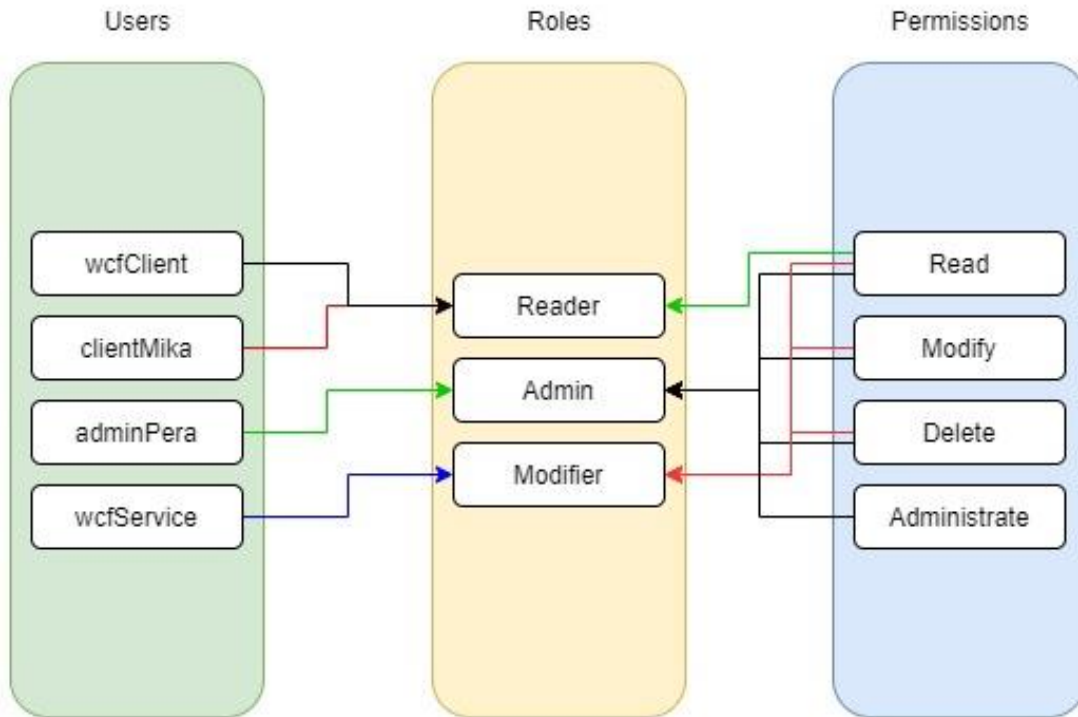 Users
Roles
Permissions
wcfClient
clientMika
adminPera
wcfService
Reader
Admin
Modifier
Read
Modify
Delete
Administrate